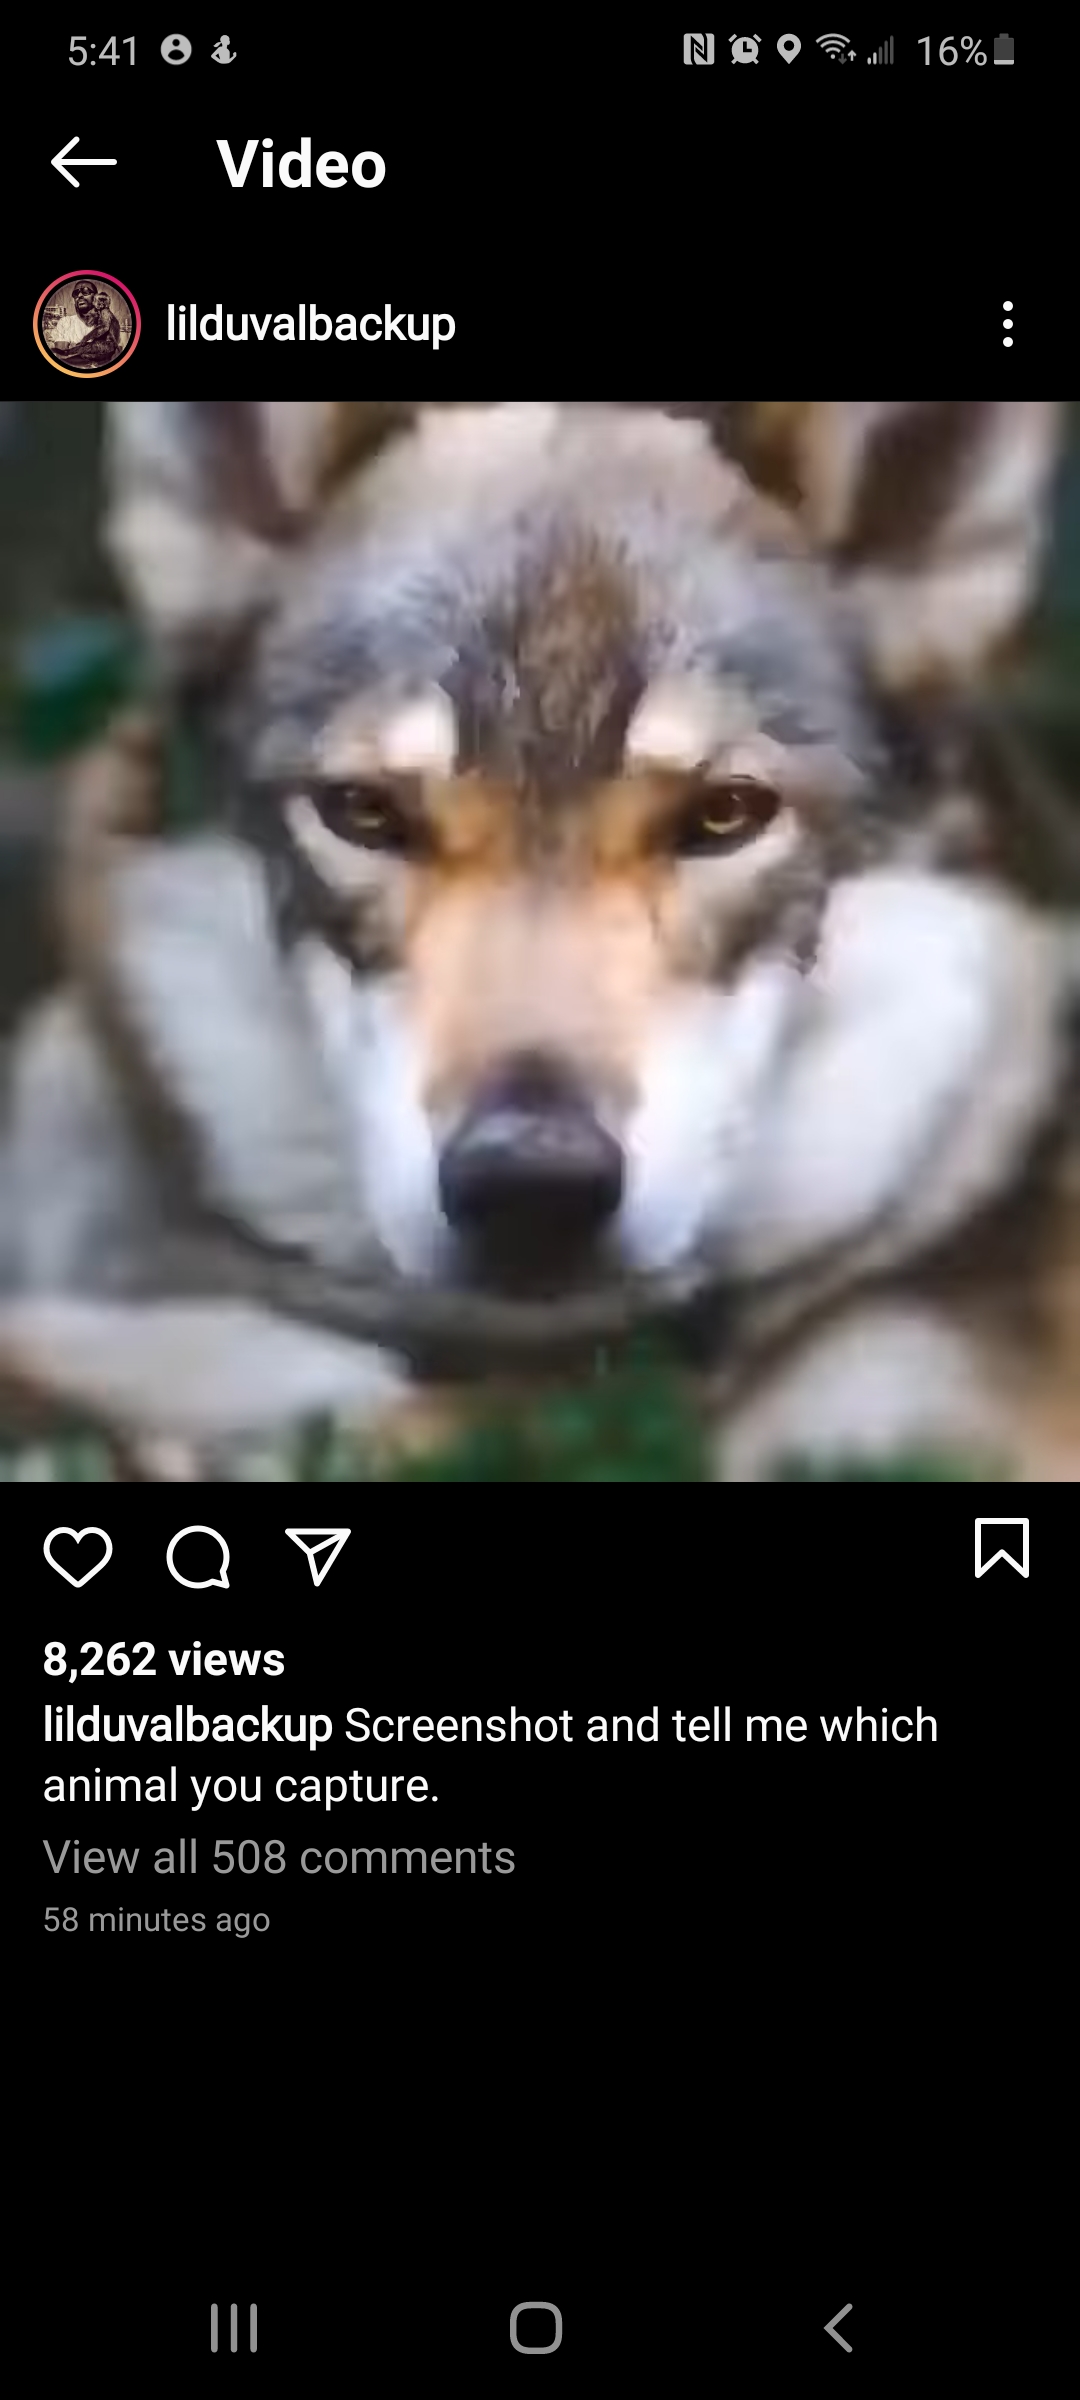 5:41 16%
Video
lilduvalbackup
8,262 views
lilduvalbackup Screenshot and tell me which
animal you capture.
View all 508 comments
58 minutes ago